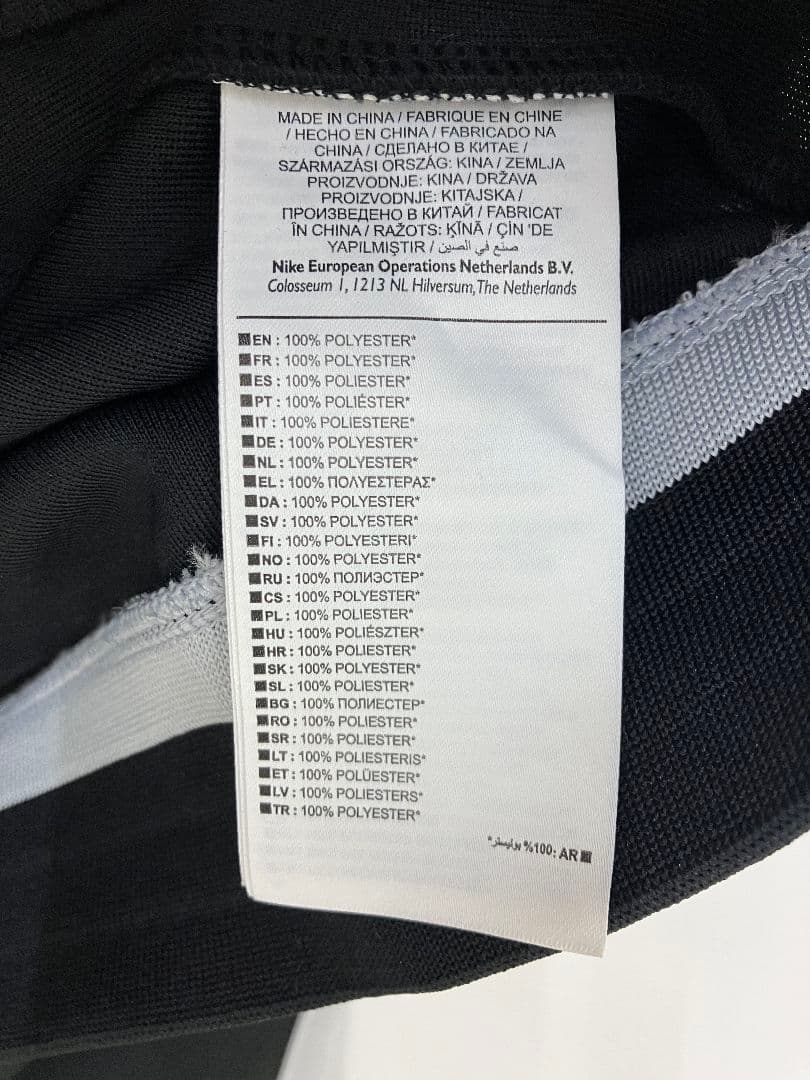 MADE IN CHINA / FABRIQUE EN CHINE
/ HECHO EN CHINA / FABRICADO NA
CHINA / СДЕЛАНО В КИТАЕ /
SZÁRMAZÁSI ORSZÁG: KINA / ZEMLJA
PROIZVODNJE: KINA / DRŽAVA
PROIZVODNJE: KITAJSKA /
ПРОИЗВЕДЕНО В КИТАЙ / FABRICAT
ÎN CHINA / RAŽOTS: ĶĪNĀ / ÇİN 'DE
YAPILMIŞTIR / صنع في الصين
Nike European Operations Netherlands B.V.
Colosseum 1, 1213 NL Hilversum, The Netherlands
EN : 100% POLYESTER*
FR : 100% POLYESTER*
ES : 100% POLIESTER*
PT : 100% POLIÉSTER*
IT : 100% POLIESTERE*
DE : 100% POLYESTER*
NL : 100% POLYESTER*
EL : 100% ΠΟΛΥΕΣΤΕΡΑΣ*
DA : 100% POLYESTER*
SV : 100% POLYESTER*
FI : 100% POLYESTERI*
NO : 100% POLYESTER*
RU : 100% ПОЛИЭСТЕР*
CS : 100% POLYESTER*
PL : 100% POLIESTER*
HU : 100% POLIÉSZTER*
HR : 100% POLIESTER*
SK : 100% POLYESTER*
SL : 100% POLIESTER*
BG : 100% ПОЛИЕСТЕР*
RO : 100% POLIESTER*
SR : 100% POLIESTER*
LT : 100% POLIESTERIS*
ET : 100% POLÜESTER*
LV : 100% POLIESTERS*
TR : 100% POLYESTER*
AR :100% بوليستر*